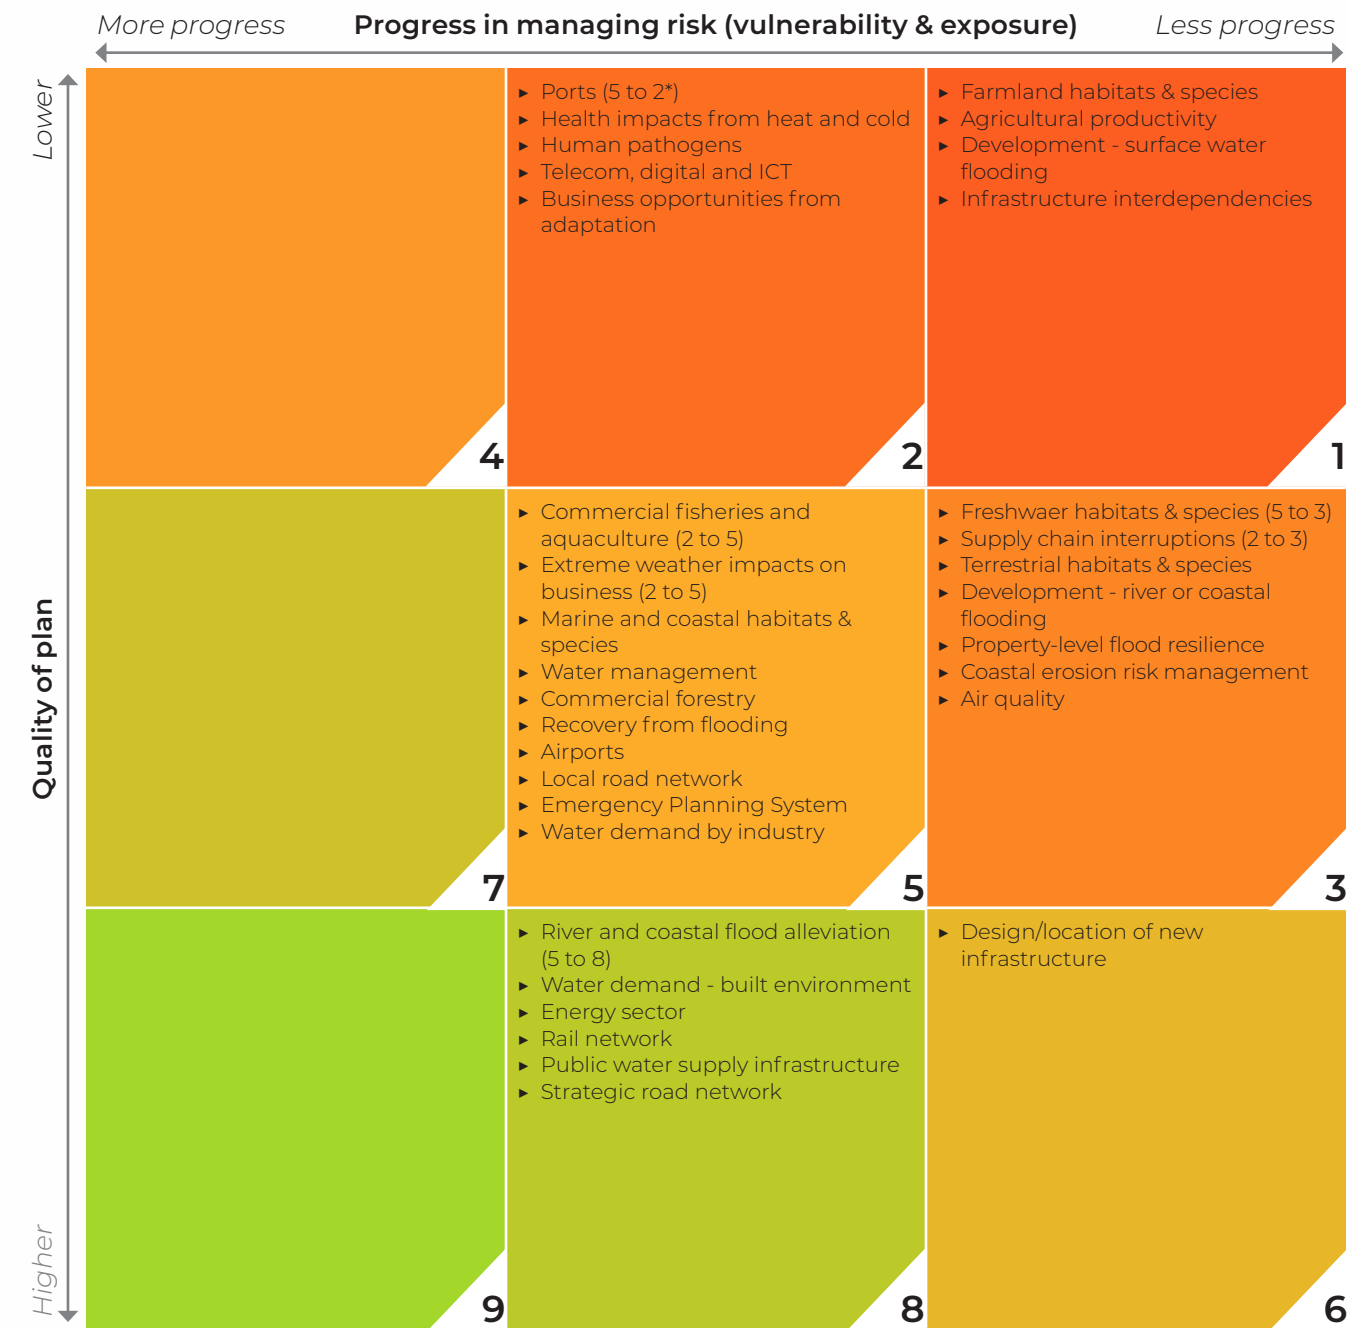 More progress
Progress in managing risk (vulnerability & exposure)
Less progress
Lower
Quality of plan
Higher
4
▸ Ports (5 to 2*)
▸ Health impacts from heat and cold
▸ Human pathogens
▸ Telecom, digital and ICT
▸ Business opportunities from
adaptation
2
▸ Farmland habitats & species
▸ Agricultural productivity
▸ Development - surface water
flooding
▸ Infrastructure interdependencies
1
7
▸ Commercial fisheries and
aquaculture (2 to 5)
▸ Extreme weather impacts on
business (2 to 5)
▸ Marine and coastal habitats &
species
▸ Water management
▸ Commercial forestry
▸ Recovery from flooding
▸ Airports
▸ Local road network
▸ Emergency Planning System
▸ Water demand by industry
5
▸ Freshwaer habitats & species (5 to 3)
▸ Supply chain interruptions (2 to 3)
▸ Terrestrial habitats & species
▸ Development - river or coastal
flooding
▸ Property-level flood resilience
▸ Coastal erosion risk management
▸ Air quality
3
9
▸ River and coastal flood alleviation
(5 to 8)
▸ Water demand - built environment
▸ Energy sector
▸ Rail network
▸ Public water supply infrastructure
▸ Strategic road network
8
▸ Design/location of new
infrastructure
6